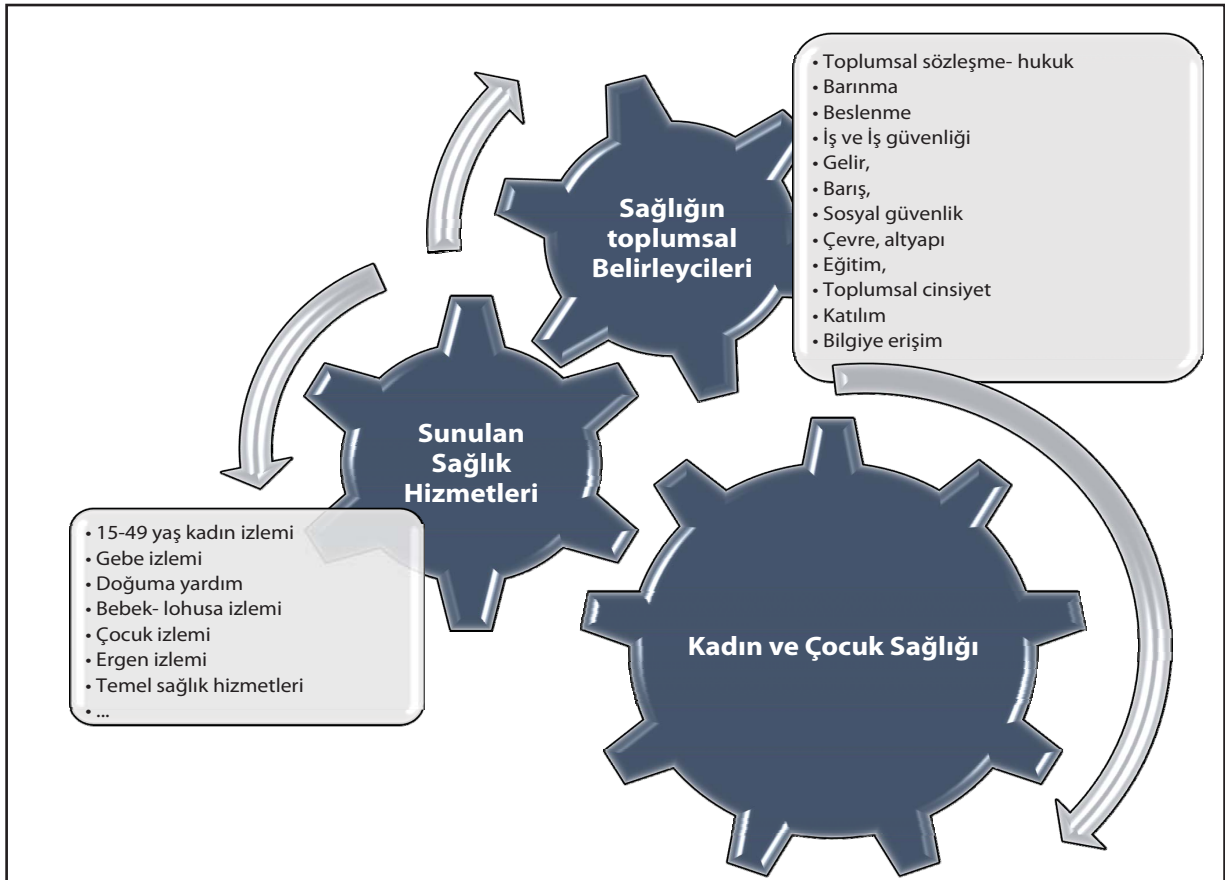 • Toplumsal sözleşme- hukuk
• Barınma
• Beslenme
• İş ve İş güvenliği
• Gelir,
• Barış,
• Sosyal güvenlik
• Çevre, altyapı
• Eğitim,
• Toplumsal cinsiyet
• Katılım
• Bilgiye erişim
Sağlığın
toplumsal
Belirleycileri
Sunulan
Sağlık
Hizmetleri
• 15-49 yaş kadın izlemi
• Gebe izlemi
• Doğuma yardım
• Bebek- lohusa izlemi
• Çocuk izlemi
• Ergen izlemi
• Temel sağlık hizmetleri
• ...
Kadın ve Çocuk Sağlığı